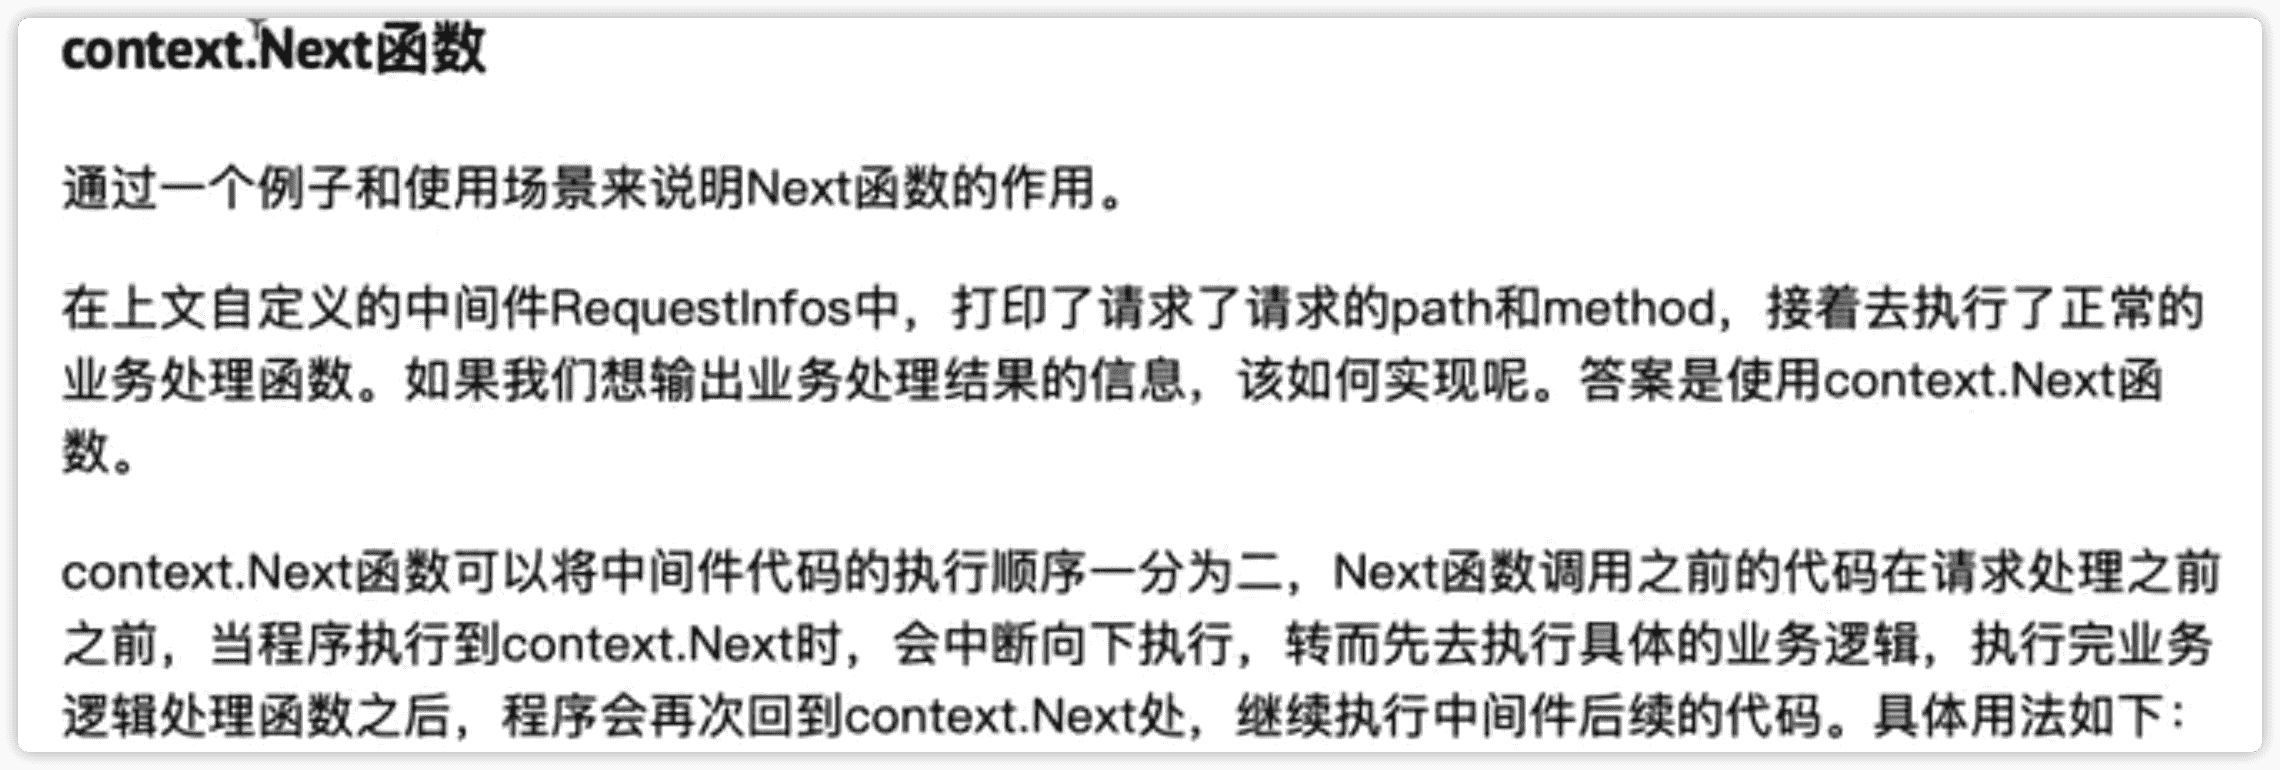 context.Next函数
通过一个例子和使用场景来说明Next函数的作用。
在上文自定义的中间件RequestInfos中，打印了请求了请求的path和method，接着去执行了正常的
业务处理函数。如果我们想输出业务处理结果的信息，该如何实现呢。答案是使用context.Next函
数。
context.Next函数可以将中间件代码的执行顺序一分为二，Next函数调用之前的代码在请求处理之前
之前，当程序执行到context.Next时，会中断向下执行，转而先去执行具体的业务逻辑，执行完业务
逻辑处理函数之后，程序会再次回到context.Next处，继续执行中间件后续的代码。具体用法如下：